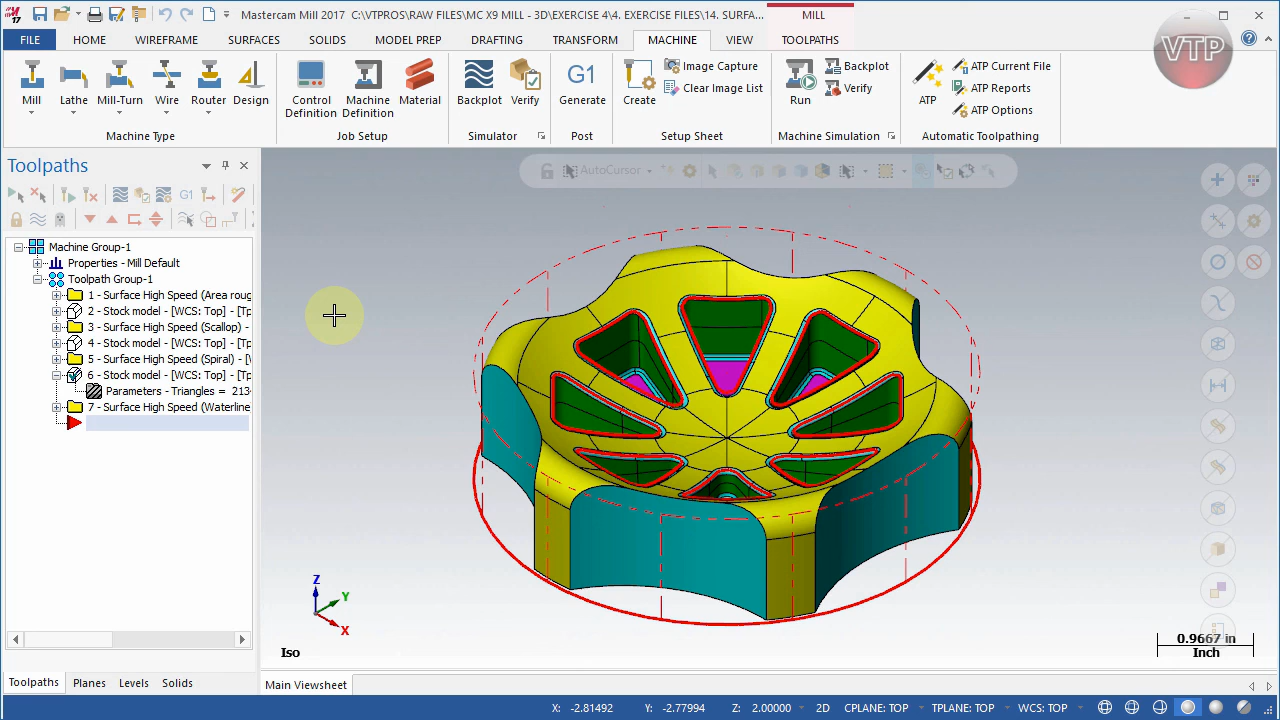 17
Mastercam Mill 2017 C:\VTPROS\RAW FILES\MC X9 MILL - 3D\EXERCISE 4\4. EXERCISE FILES\14. SURFA...
MILL
VTP
FILE HOME WIREFRAME SURFACES SOLIDS MODEL PREP DRAFTING TRANSFORM MACHINE VIEW TOOLPATHS
Mill Lathe Mill-Turn Wire Router Design
Machine Type
Control Definition
Machine Definition
Material
Job Setup
Backplot Verify
Simulator
G1
Generate
Post
Create
Image Capture
Clear Image List
Setup Sheet
Run
Backplot
Verify
Machine Simulation
ATP
ATP Current File
ATP Reports
ATP Options
Automatic Toolpathing
Toolpaths
G1
AutoCursor
Machine Group-1
Properties - Mill Default
Toolpath Group-1
1 - Surface High Speed (Area roug
2 - Stock model - [WCS: Top] - [Tp
3 - Surface High Speed (Scallop) -
4 - Stock model - [WCS: Top] - [Tp
5 - Surface High Speed (Spiral) - [W
6 - Stock model - [WCS: Top] - [Tp
Parameters - Triangles = 213
7 - Surface High Speed (Waterline
Z
Y
X
Iso
0.9667 in
Inch
Toolpaths Planes Levels Solids
Main Viewsheet
X: -2.81492 Y: -2.77994 Z: 2.00000 2D CPLANE: TOP TPLANE: TOP WCS: TOP